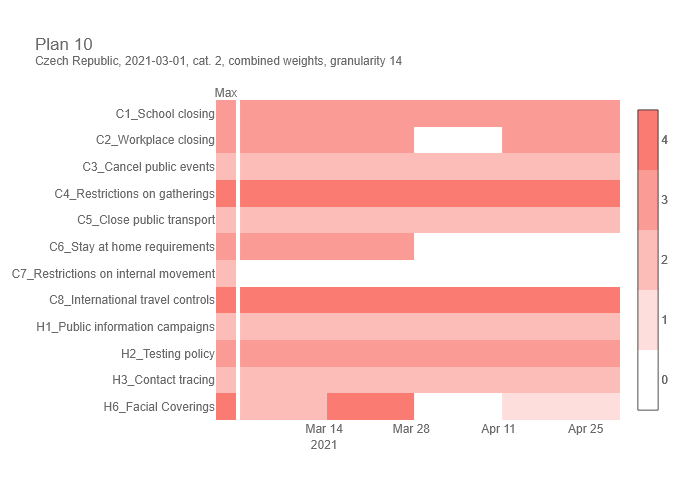 Plan 10
Czech Republic, 2021-03-01, cat. 2, combined weights, granularity 14
Max
C1_School closing
C2_Workplace closing
C3_Cancel public events
C4_Restrictions on gatherings
C5_Close public transport
C6_Stay at home requirements
C7_Restrictions on internal movement
C8_International travel controls
H1_Public information campaigns
H2_Testing policy
H3_Contact tracing
H6_Facial Coverings
Mar 14
2021
Mar 28
Apr 11
Apr 25
4
3
2
1
0